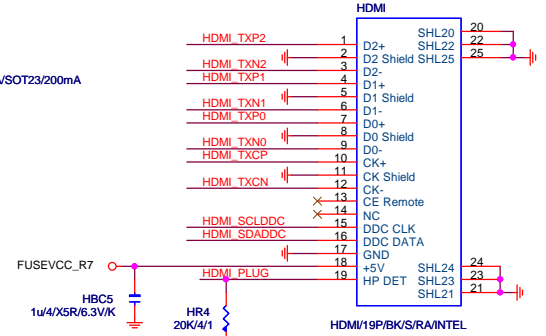 HDMI
SHL20 20
HDMI_TXP2 1 D2+ SHL22 22
2 D2 Shield SHL25 25
HDMI_TXN2 3 D2-
/SOT23/200mA HDMI_TXP1 4 D1+
5 D1 Shield
HDMI_TXN1 6 D1-
HDMI_TXP0 7 D0+
8 D0 Shield
HDMI_TXN0 9 D0-
HDMI_TXCP 10 CK+
11 CK Shield
HDMI_TXCN 12 CK-
13 CE Remote
14 NC
HDMI_SCLDDC 15 DDC CLK
HDMI_SDADDC 16 DDC DATA
17 GND
FUSEVCC_R7 18 +5V SHL24 24
HDMI_PLUG 19 HP DET SHL23 23
SHL21 21
HBC5
1u/4/X5R/6.3V/K
HR4
20K/4/1
HDMI/19P/BK/S/RA/INTEL